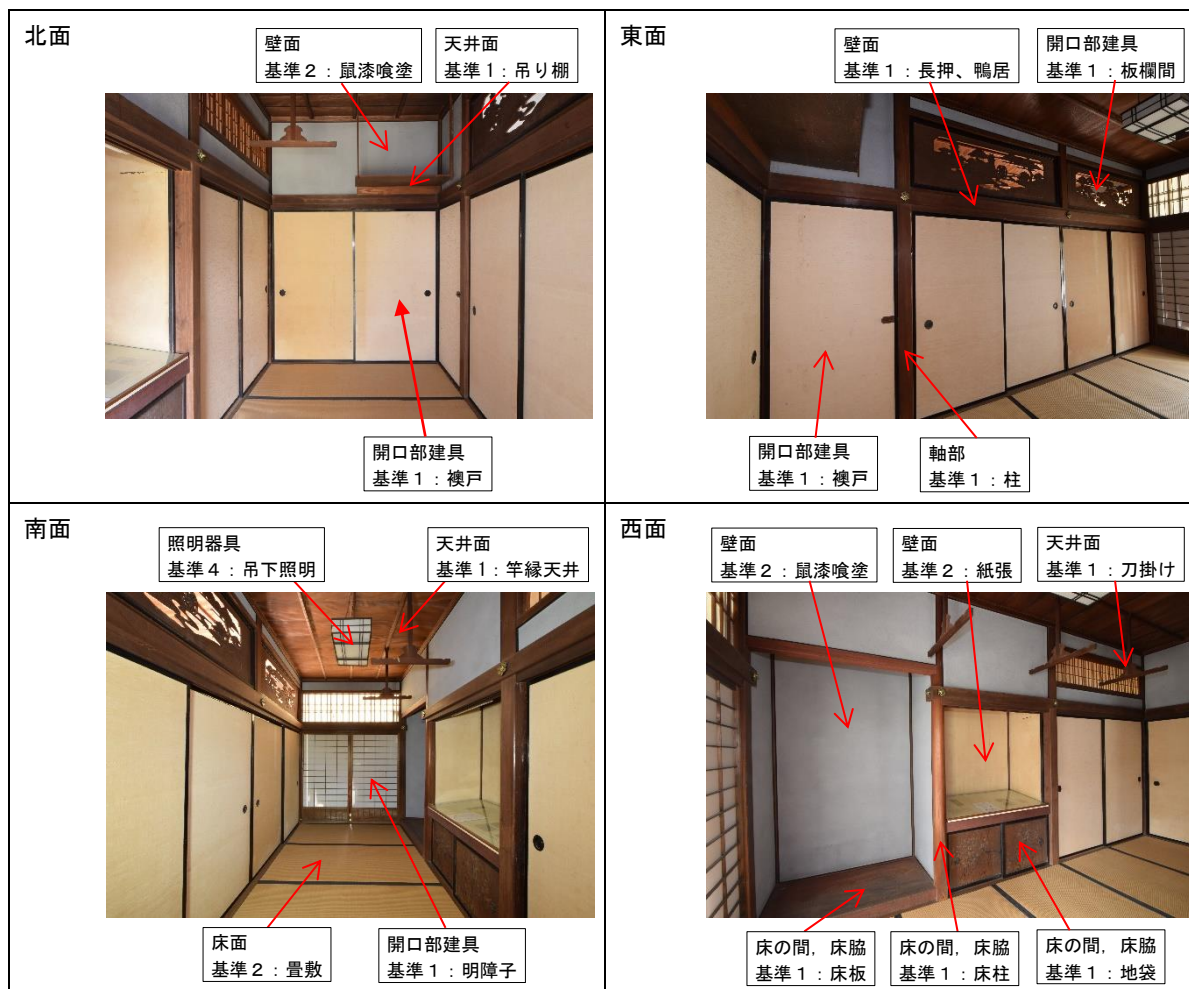 北面
壁面
基準２：鼠漆喰塗
天井面
基準１：吊り棚
開口部建具
基準１：襖戸
東面
壁面
基準１：長押、鴨居
開口部建具
基準１：板欄間
開口部建具
基準１：襖戸
軸部
基準１：柱
南面
照明器具
基準４：吊下照明
天井面
基準１：竿縁天井
床面
基準２：畳敷
開口部建具
基準１：明障子
西面
壁面
基準２：鼠漆喰塗
壁面
基準２：紙張
天井面
基準１：刀掛け
床の間，床脇
基準１：床板
床の間，床脇
基準１：床柱
床の間，床脇
基準１：地袋